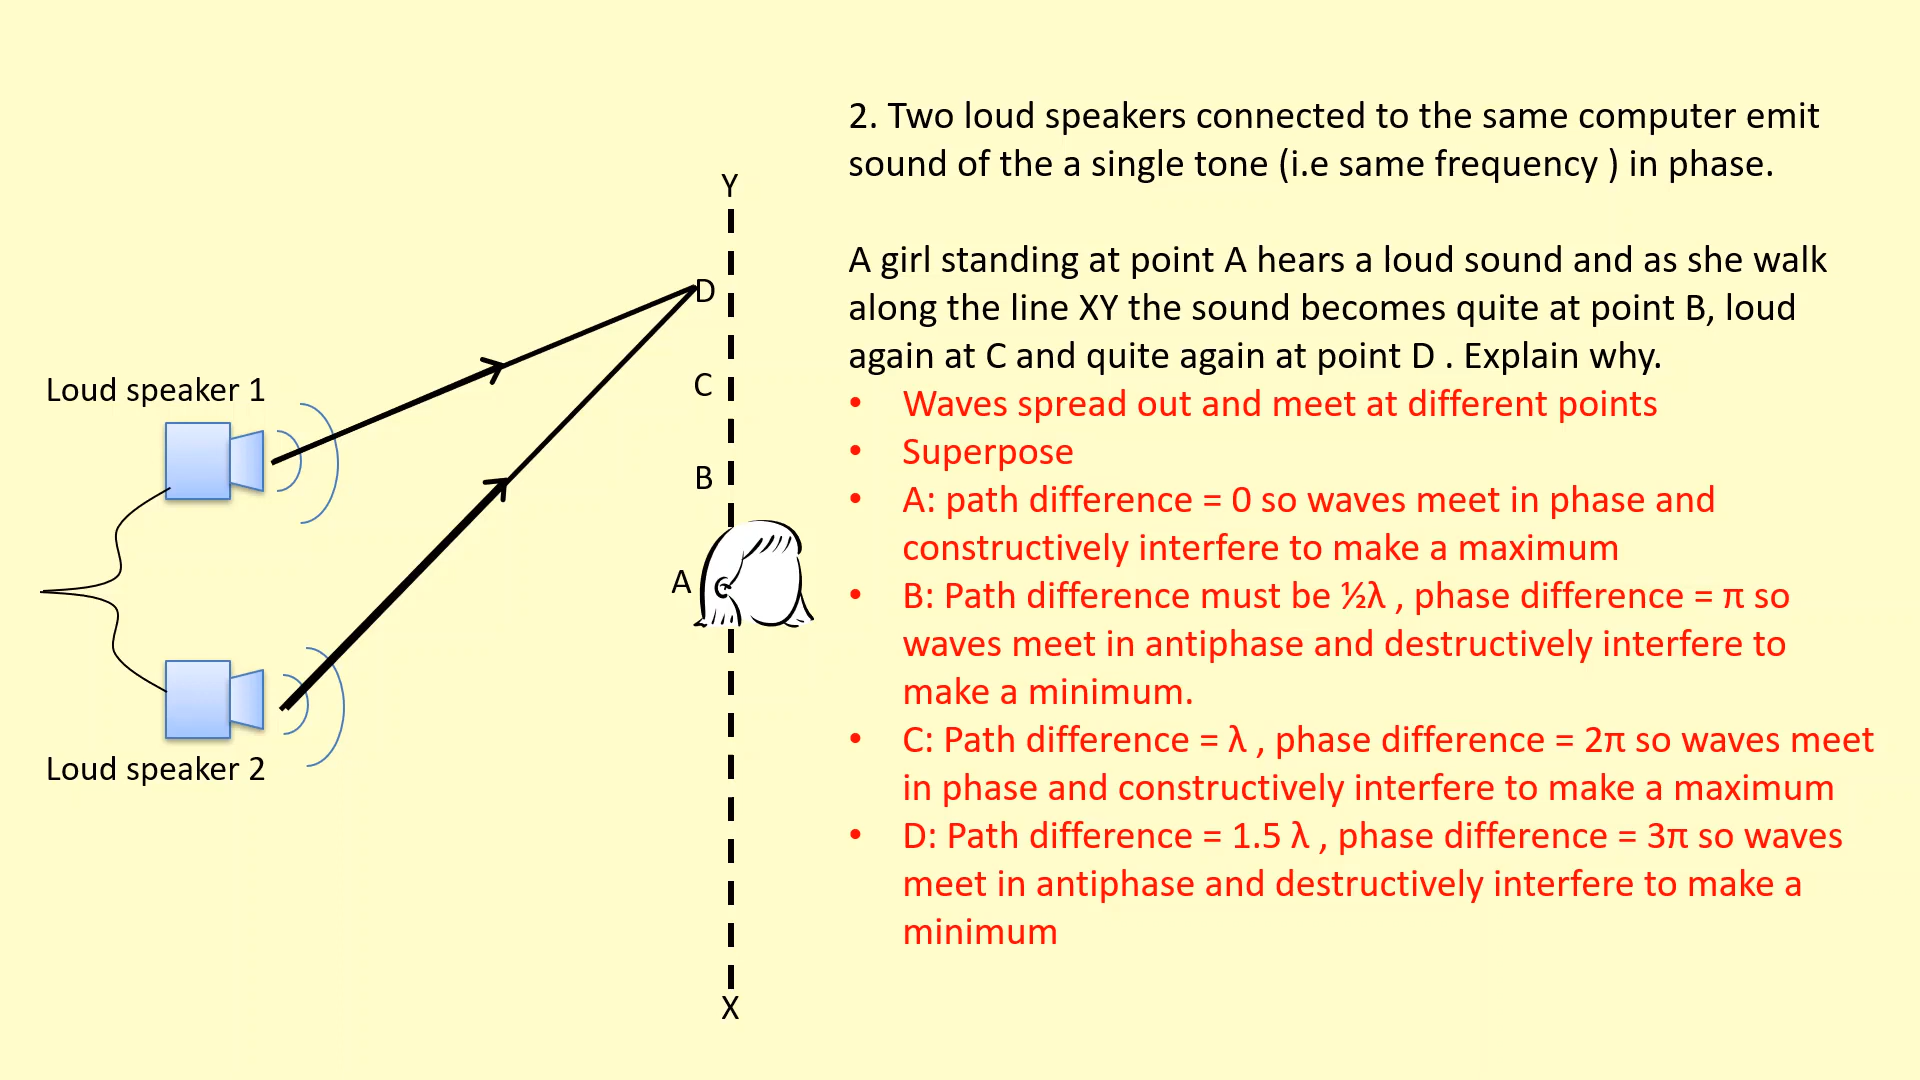 2. Two loud speakers connected to the same computer emit
sound of the a single tone (i.e same frequency ) in phase.
A girl standing at point A hears a loud sound and as she walk
along the line XY the sound becomes quite at point B, loud
again at C and quite again at point D . Explain why.
• Waves spread out and meet at different points
• Superpose
• A: path difference = 0 so waves meet in phase and
constructively interfere to make a maximum
• B: Path difference must be ½λ , phase difference = π so
waves meet in antiphase and destructively interfere to
make a minimum.
• C: Path difference = λ , phase difference = 2π so waves meet
in phase and constructively interfere to make a maximum
• D: Path difference = 1.5 λ , phase difference = 3π so waves
meet in antiphase and destructively interfere to make a
minimum
Y
D
C
Loud speaker 1
B
A
Loud speaker 2
X